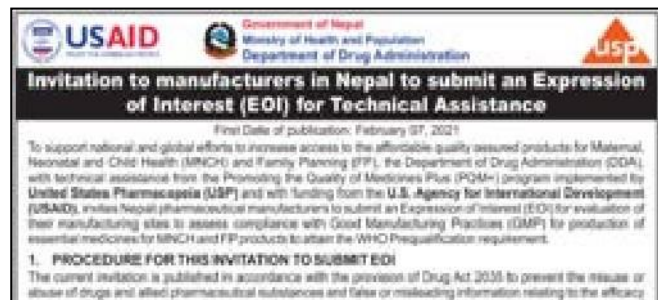 USAID
Government of Nepal
Ministry of Health and Population
Department of Drug Administration
usp
Invitation to manufacturers in Nepal to submit an Expression
of Interest (EOI) for Technical Assistance
First Date of publication: February 07, 2021
To support national and global efforts to increase access to the affordable quality assured products for Maternal,
Neonatal and Child Health (MNCH) and Family Planning (FP), the Department of Drug Administration (DDA),
with technical assistance from the Promoting the Quality of Medicines Plus (PQM+) program implemented by
United States Pharmacopeia (USP) and with funding from the U.S. Agency for International Development
(USAID), invites Nepali pharmaceutical manufacturers to submit an Expression of Interest (EOI) for evaluation of
their manufacturing sites to assess compliance with Good Manufacturing Practices (GMP) for production of
essential medicines for MNCH and FP products to attain the WHO Prequalification requirement.
1. PROCEDURE FOR THIS INVITATION TO SUBMIT EOI
The current invitation is published in accordance with the provision of Drug Act 2035 to prevent the misuse or
abuse of drugs and allied pharmaceutical substances and false or misleading information relating to the efficacy